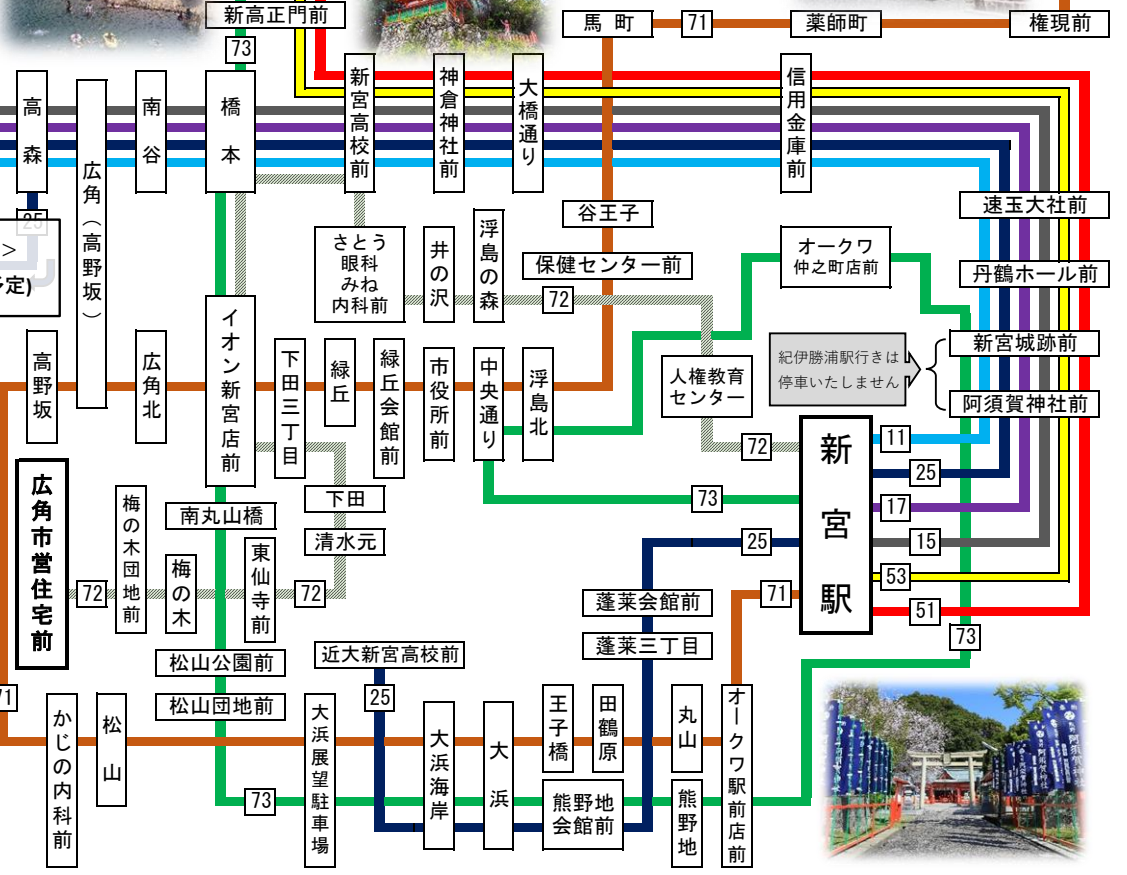 新高正門前
馬町
71
薬師町
権現前
73
高森
広角(高野坂)
南谷
橋本
新宮高校前
神倉神社前
大橋通り
信用金庫前
谷王子
速玉大社前
25
>
予定)
さとう
眼科
みね
内科前
井の沢
浮島の森
保健センター前
オークワ
仲之町店前
丹鶴ホール前
72
イオン新宮店前
高野坂
広角北
下田三丁目
緑丘
緑丘会館前
市役所前
中央通り
浮島北
人権教育
センター
紀伊勝浦駅行きは
停車いたしません
新宮城跡前
阿須賀神社前
新宮駅
11
72
25
広角市営住宅前
梅の木団地前
南丸山橋
下田
73
17
清水元
25
15
梅の木
東仙寺前
53
72
72
71
蓬莱会館前
51
蓬莱三丁目
73
松山公園前
近大新宮高校前
松山団地前
25
71
かじの内科前
松山
大浜展望駐車場
大浜海岸
大浜
王子橋
田鶴原
丸山
オークワ駅前店前
73
熊野地
会館前
熊野地